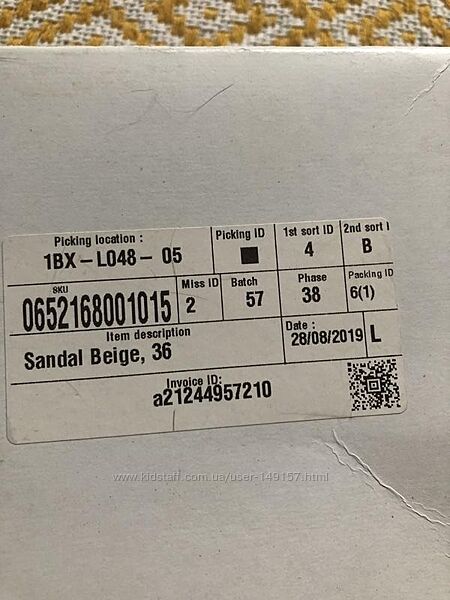 Picking location :
1BX – L048 – 05
Picking ID
1st sort ID
4
2nd sort I
B
SKU
0652168001015
Miss ID
2
Batch
57
Phase
38
Packing ID
6(1)
Item description
Sandal Beige, 36
Date :
28/08/2019
L
Invoice ID:
a21244957210
www.kidstaff.com.ua/user-149157.html